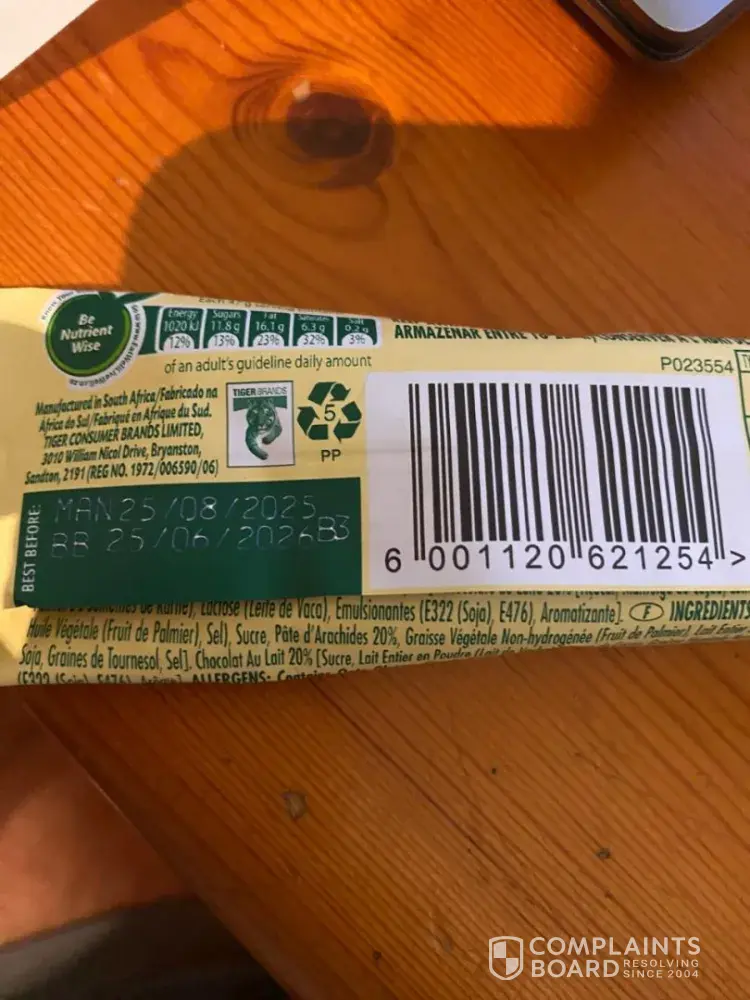 Be
Nutrient
Wise
Energy Sugars Fat Saturates Salt
1020 kJ 11.8 g 16.1 g 6.3 g 0.2 g
12% 13% 23% 32% 3%
of an adult's guideline daily amount
ARMAZENAR ENTRE
P023554
Manufactured in South Africa/Fabricado na
África do Sul/Fabriqué en Afrique du Sud.
TIGER CONSUMER BRANDS LIMITED,
3010 William Nicol Drive, Bryanston,
Sandton, 2191 (REG NO. 1972/006590/06)
TIGER BRANDS
5
PP
BEST BEFORE:
MAN 25/08/2025
BB 25/06/2026 B3
6 001120 621254 >
Lactose (Leite de Vaca), Emulsionantes (E322 (Soja), E476), Aromatizante]. F INGREDIENTS
Huile Végétale (Fruit de Palmier), Sel), Sucre, Pâte d'Arachides 20%, Graisse Végétale Non-hydrogénée (Fruit de Palmier), Lait Entier
Soja, Graines de Tournesol, Sel]. Chocolat Au Lait 20% [Sucre, Lait Entier en Poudre
ALLERGENS:
COMPLAINTS
BOARD RESOLVING
SINCE 2004